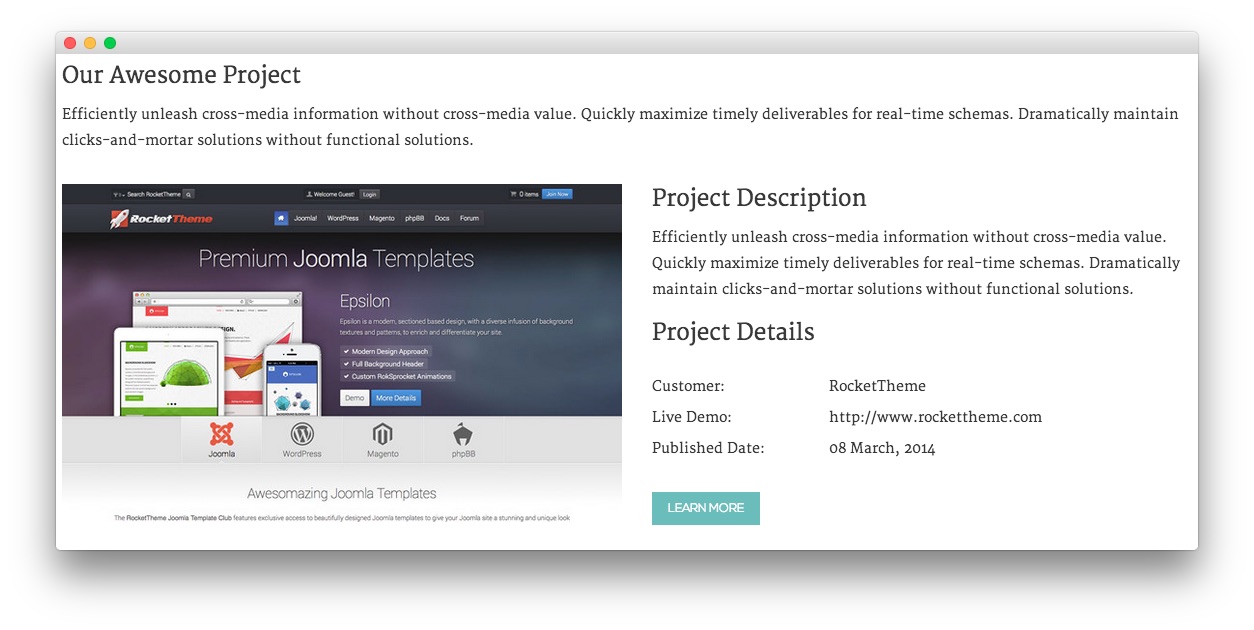 Our Awesome Project
Efficiently unleash cross-media information without cross-media value. Quickly maximize timely deliverables for real-time schemas. Dramatically maintain
clicks-and-mortar solutions without functional solutions.
Search RocketTheme
Welcome Guest! Login
0 items Join Now
RocketTheme
Joomla! WordPress Magento phpBB Docs Forum
Premium Joomla Templates
Epsilon
Epsilon is a modern, sectioned based design, with a diverse infusion of background
textures and patterns, to enrich and differentiate your site.
Modern Design Approach
Full Background Header
Custom RokSprocket Animations
Demo More Details
Joomla WordPress Magento phpBB
Awesomazing Joomla Templates
The RocketTheme Joomla Template Club features exclusive access to beautifully designed Joomla templates to give your Joomla site a stunning and unique look
Project Description
Efficiently unleash cross-media information without cross-media value.
Quickly maximize timely deliverables for real-time schemas. Dramatically
maintain clicks-and-mortar solutions without functional solutions.
Project Details
Customer: RocketTheme
Live Demo: http://www.rockettheme.com
Published Date: 08 March, 2014
LEARN MORE